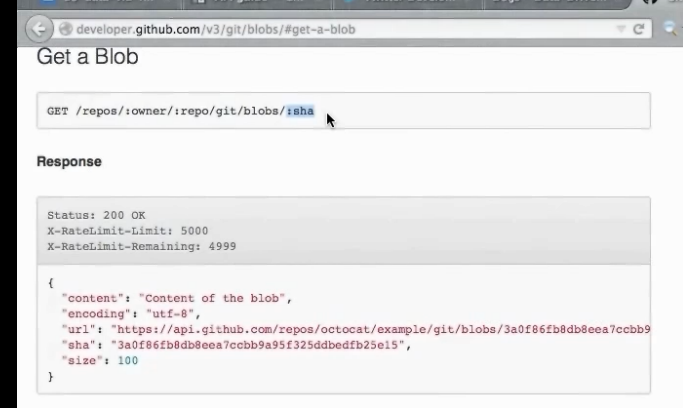 developer.github.com/v3/git/blobs/#get-a-blob
Get a Blob
GET /repos/:owner/:repo/git/blobs/:sha
Response
Status: 200 OK
X-RateLimit-Limit: 5000
X-RateLimit-Remaining: 4999
{
"content": "Content of the blob",
"encoding": "utf-8",
"url": "https://api.github.com/repos/octocat/example/git/blobs/3a0f86fb8db8eea7ccbb9
"sha": "3a0f86fb8db8eea7ccbb9a95f325ddbedfb25e15",
"size": 100
}